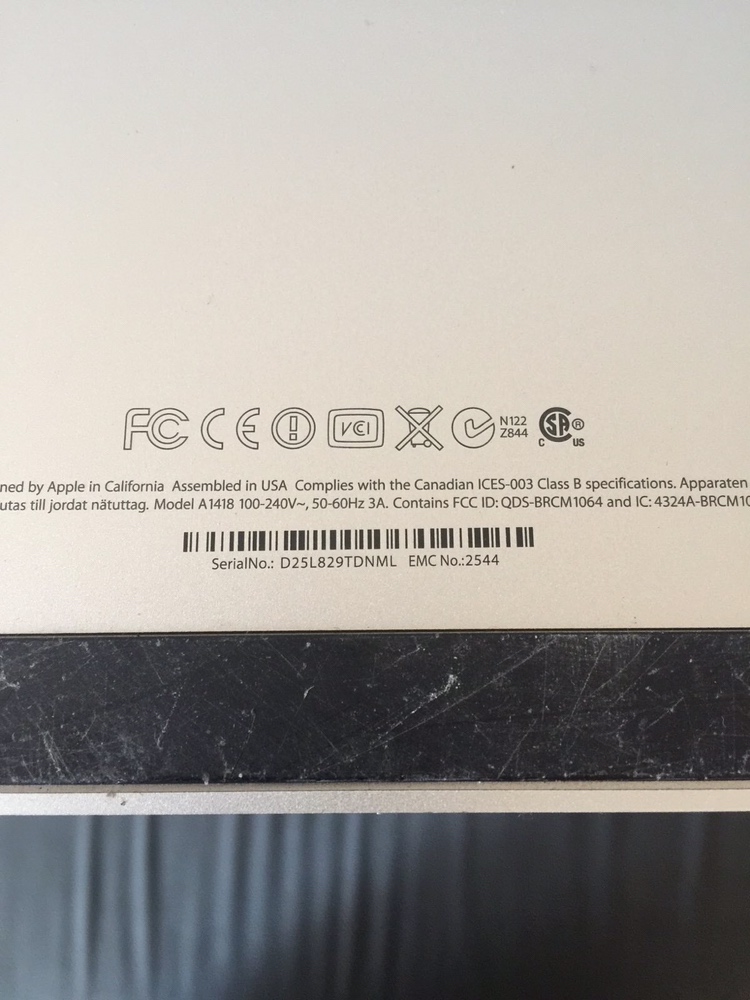 FC CE VCI N122
Z844 SA ® C US
ned by Apple in California Assembled in USA Complies with the Canadian ICES-003 Class B specifications. Apparaten
utas till jordat nätuttag. Model A1418 100-240V~, 50-60Hz 3A. Contains FCC ID: QDS-BRCM1064 and IC: 4324A-BRCM10
SerialNo.: D25L829TDNML EMC No.:2544